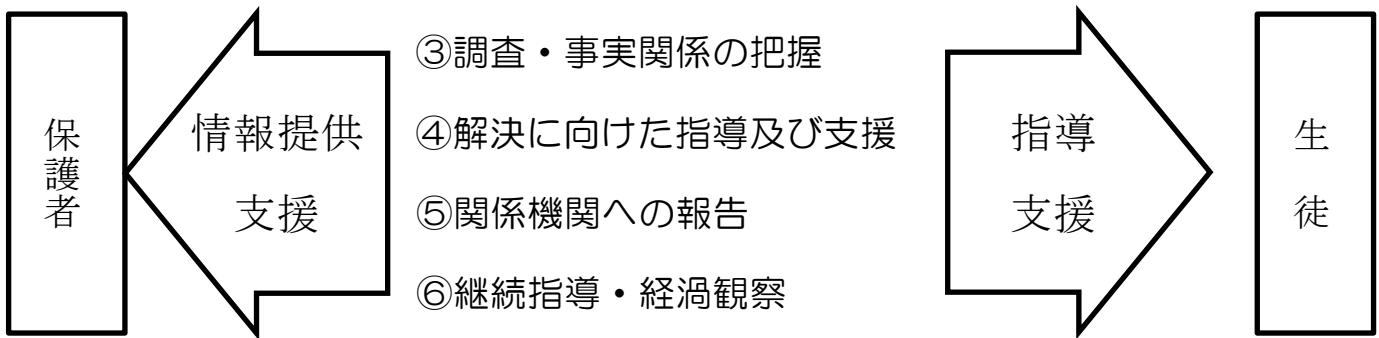 保護者
情報提供
支援
③調査・事実関係の把握
④解決に向けた指導及び支援
⑤関係機関への報告
⑥継続指導・経過観察
指導
支援
生徒